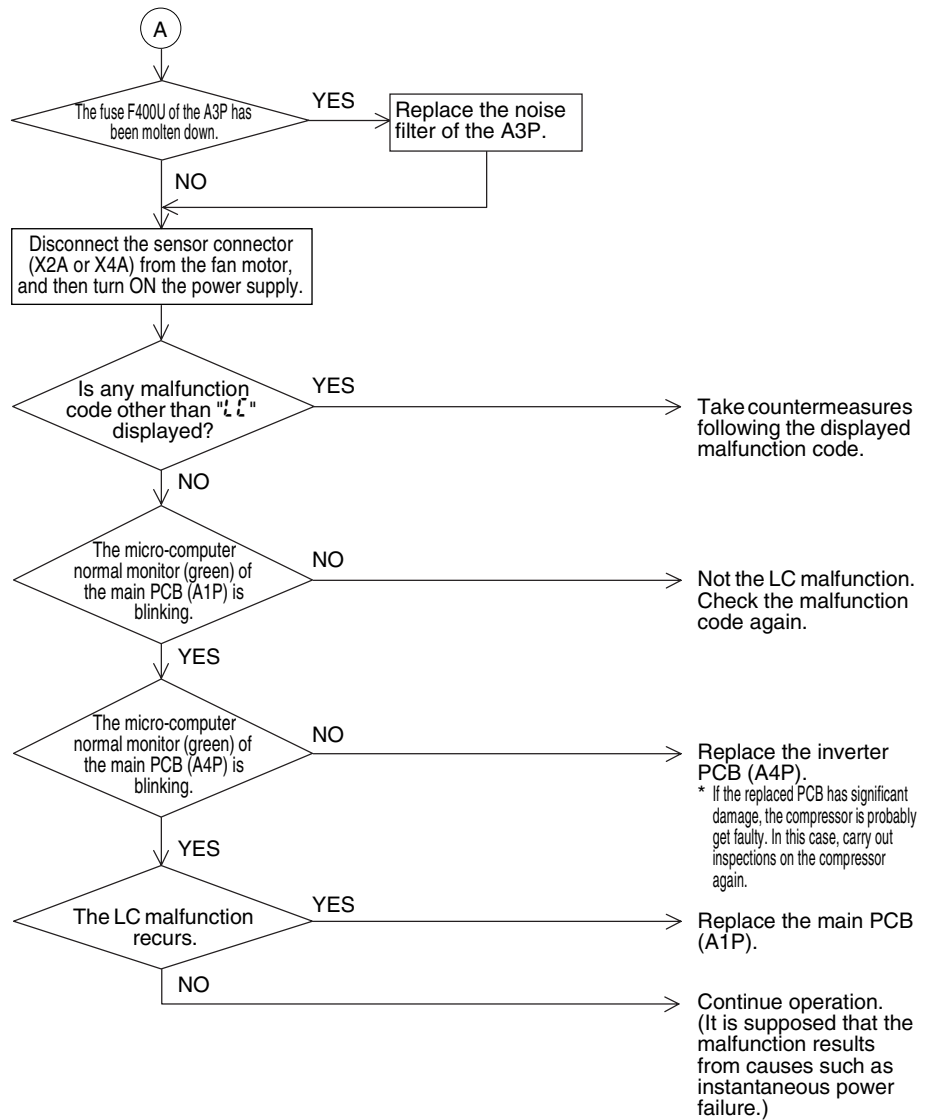 A
The fuse F400U of the A3P has
been molten down.
YES
Replace the noise
filter of the A3P.
NO
Disconnect the sensor connector
(X2A or X4A) from the fan motor,
and then turn ON the power supply.
Is any malfunction
code other than "LC"
displayed?
YES
Take countermeasures
following the displayed
malfunction code.
NO
The micro-computer
normal monitor (green) of
the main PCB (A1P) is
blinking.
NO
Not the LC malfunction.
Check the malfunction
code again.
YES
The micro-computer
normal monitor (green) of
the main PCB (A4P) is
blinking.
NO
Replace the inverter
PCB (A4P).
* If the replaced PCB has significant
damage, the compressor is probably
get faulty. In this case, carry out
inspections on the compressor
again.
YES
The LC malfunction
recurs.
YES
Replace the main PCB
(A1P).
NO
Continue operation.
(It is supposed that the
malfunction results
from causes such as
instantaneous power
failure.)